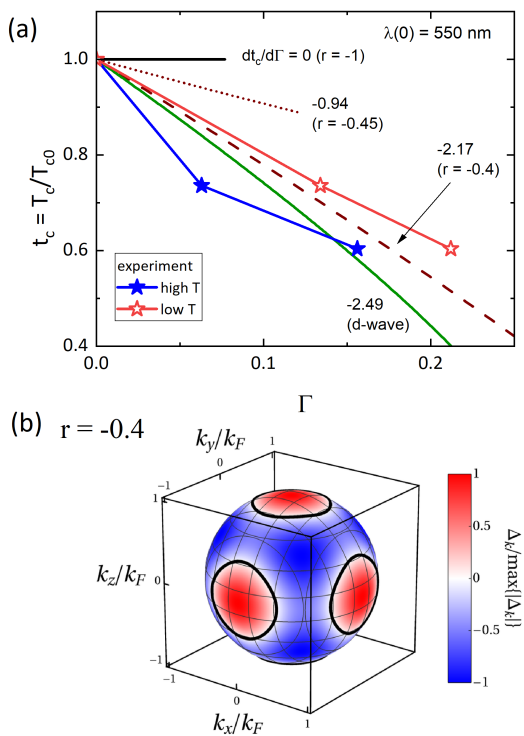 (a)
λ(0) = 550 nm
1.0
dt_c/dΓ = 0 (r = -1)
-0.94
(r = -0.45)
-2.17
(r = -0.4)
0.8
t_c = T_c/T_c0
0.6
experiment
high T
low T
-2.49
(d-wave)
0.4
0.0
0.1
0.2
Γ
(b)
r = -0.4
k_y/k_F
1
0
−1
1
k_z/k_F
0
−1
−1
0
k_x/k_F
1
1
0.5
0
−0.5
−1
Δ_k/max{|Δ_k|}